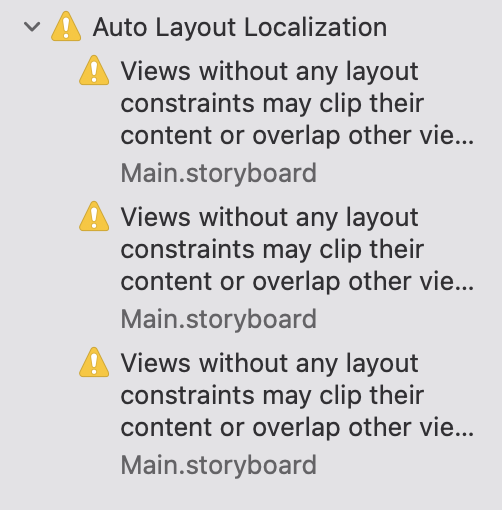 Auto Layout Localization
Views without any layout
constraints may clip their
content or overlap other vie...
Main.storyboard
Views without any layout
constraints may clip their
content or overlap other vie...
Main.storyboard
Views without any layout
constraints may clip their
content or overlap other vie...
Main.storyboard